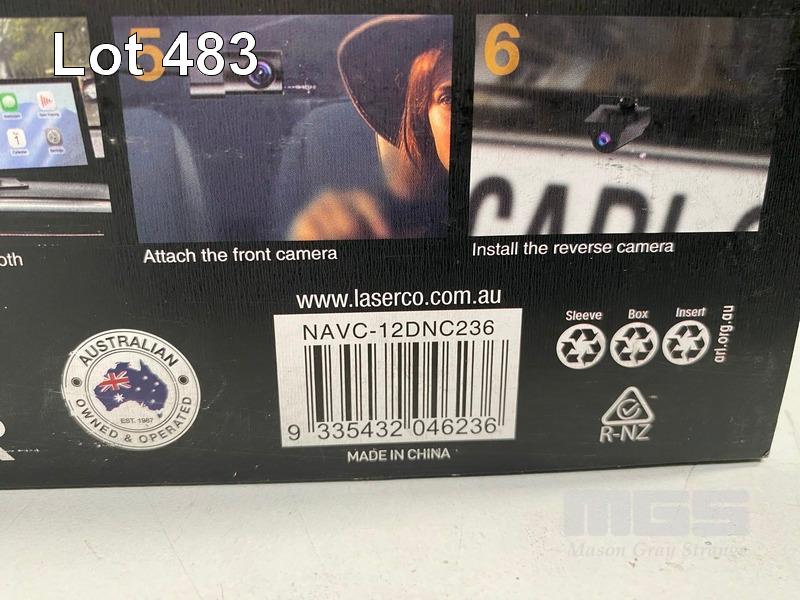 Lot 483
5
6
oth
Attach the front camera
Install the reverse camera
www.laserco.com.au
NAVC-12DNC236
9 335432 046236
MADE IN CHINA
AUSTRALIAN
EST. 1987
OWNED & OPERATED
Sleeve
Box
Insert
arl.org.au
R-NZ
R
CARL
MGS
Mason Gray Strange